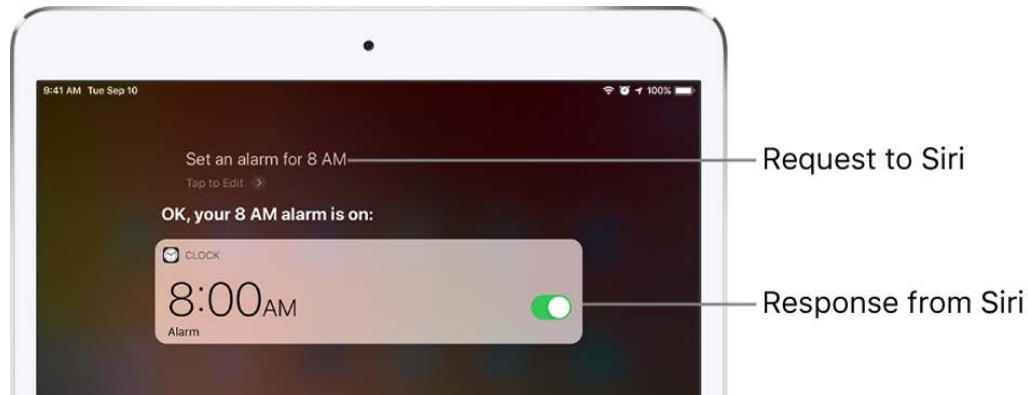 9:41 AM Tue Sep 10
100%
Set an alarm for 8 AM
Request to Siri
Tap to Edit
OK, your 8 AM alarm is on:
CLOCK
8:00AM
Response from Siri
Alarm